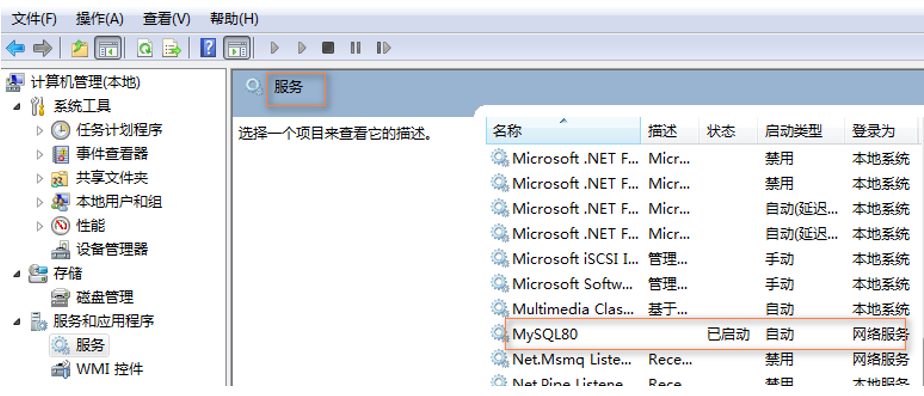 文件(F) 操作(A) 查看(V) 帮助(H)
计算机管理(本地)
系统工具
任务计划程序
事件查看器
共享文件夹
本地用户和组
性能
设备管理器
存储
磁盘管理
服务和应用程序
服务
WMI 控件
服务
选择一个项目来查看它的描述。
名称 描述 状态 启动类型 登录为
Microsoft .NET F... Micr... 禁用 本地系统
Microsoft .NET F... Micr... 禁用 本地系统
Microsoft .NET F... Micr... 自动(延迟... 本地系统
Microsoft .NET F... Micr... 自动(延迟... 本地系统
Microsoft iSCSI I... 管理... 手动 本地系统
Microsoft Softw... 管理... 手动 本地系统
Multimedia Clas... 基于... 自动 本地系统
MySQL80 已启动 自动 网络服务
Net.Msmq Liste... Rece... 禁用 网络服务
Net.Pipe Listene... Rece... 禁用 本地服务